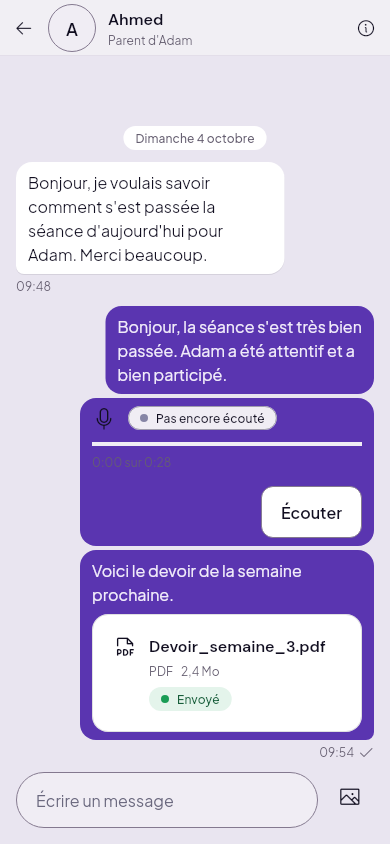 A
Ahmed
Parent d'Adam
Dimanche 4 octobre
Bonjour, je voulais savoir
comment s'est passée la
séance d'aujourd'hui pour
Adam. Merci beaucoup.
09:48
Bonjour, la séance s'est très bien
passée. Adam a été attentif et a
bien participé.
Pas encore écouté
0:00 sur 0:28
Écouter
Voici le devoir de la semaine
prochaine.
PDF
Devoir_semaine_3.pdf
PDF 2,4 Mo
Envoyé
09:54
Écrire un message